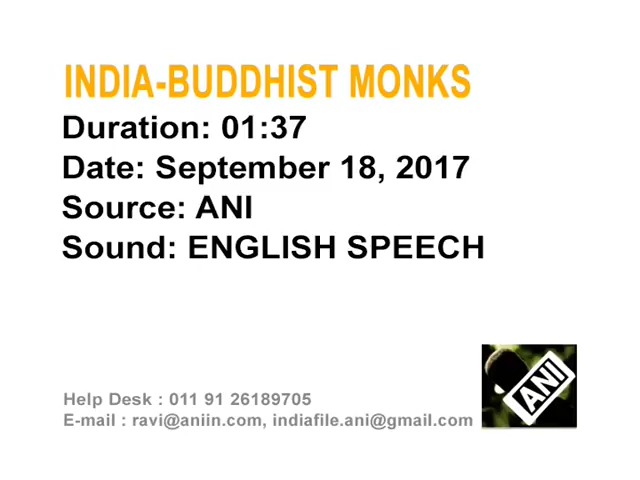 INDIA-BUDDHIST MONKS
Duration: 01:37
Date: September 18, 2017
Source: ANI
Sound: ENGLISH SPEECH
ANI
Help Desk : 011 91 26189705
E-mail : ravi@aniin.com, indiafile.ani@gmail.com